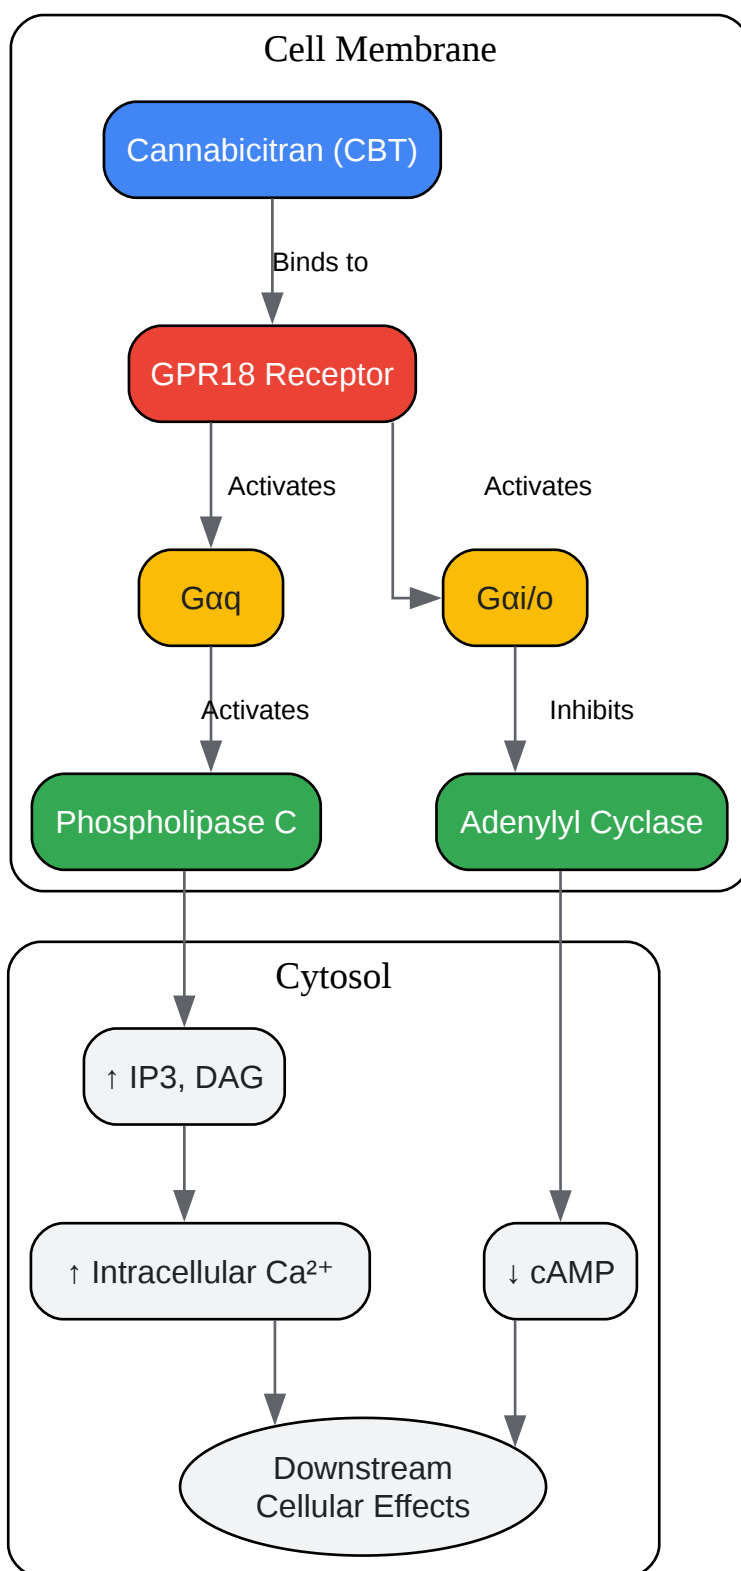 Cell Membrane
Cannabicitran (CBT)
Binds to
GPR18 Receptor
Activates
Activates
Gαq
Gαi/o
Activates
Inhibits
Phospholipase C
Adenylyl Cyclase
Cytosol
↑ IP3, DAG
↑ Intracellular Ca²⁺
↓ cAMP
Downstream
Cellular Effects